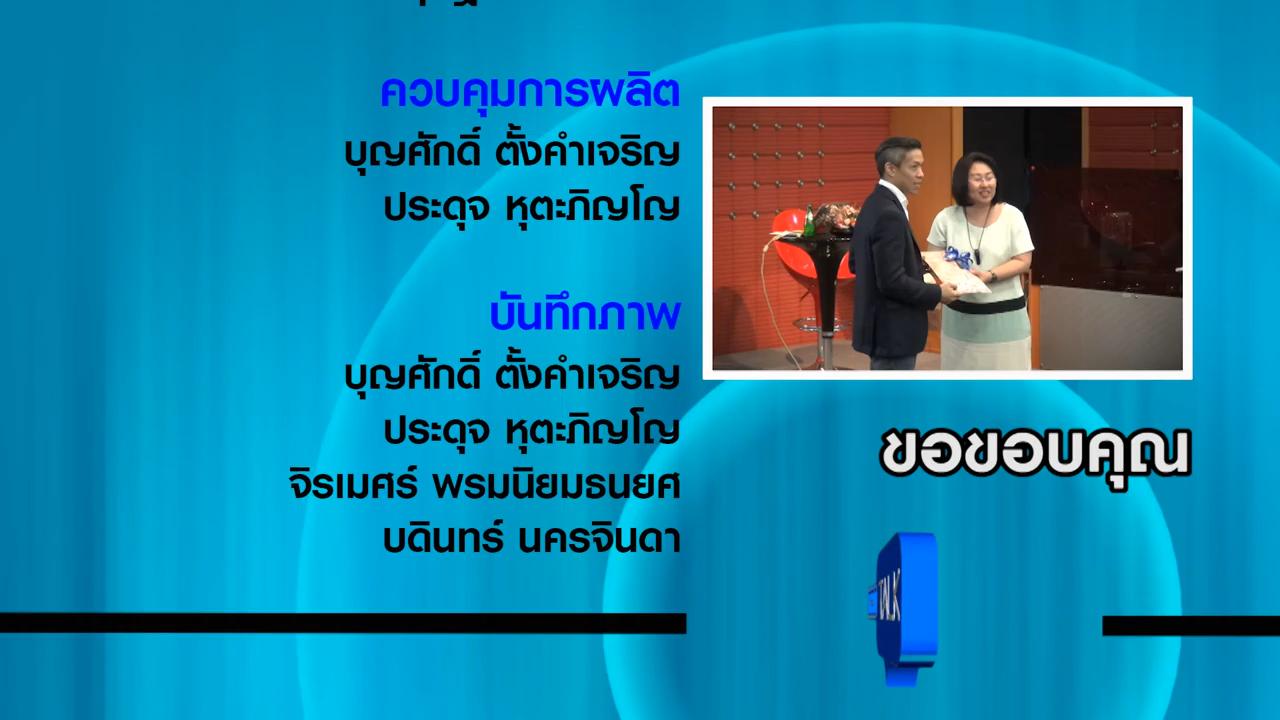 ควบคุมการผลิต
บุญศักดิ์ ตั้งคำเจริญ
ประดุจ หุตะภิญโญ
บันทึกภาพ
บุญศักดิ์ ตั้งคำเจริญ
ประดุจ หุตะภิญโญ
จิรเมศร์ พรมนิยมธนยศ
บดินทร์ นครจินดา
ขอขอบคุณ
TALK